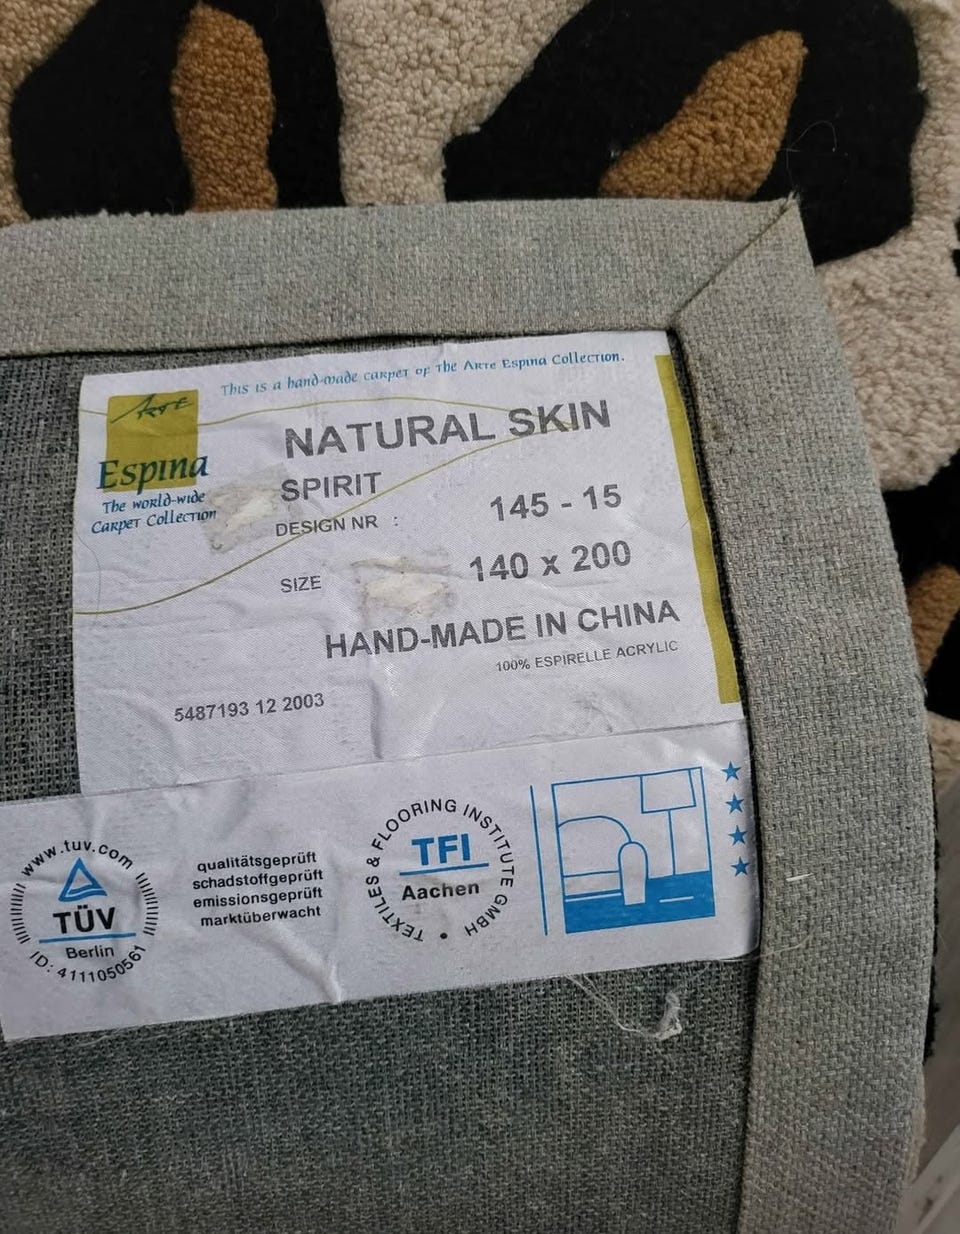 This is a hand-made carpet of the Arte Espina Collection.
Arte
Espina
The world-wide
Carpet Collection
NATURAL SKIN
SPIRIT
DESIGN NR : 145 - 15
SIZE 140 x 200
HAND-MADE IN CHINA
100% ESPIRELLE ACRYLIC
5487193 12 2003
www.tuv.com
TÜV
Berlin
ID: 4111050561
qualitätsgeprüft
schadstoffgeprüft
emissionsgeprüft
marktüberwacht
TEXTILES & FLOORING INSTITUTE GMBH •
TFI
Aachen